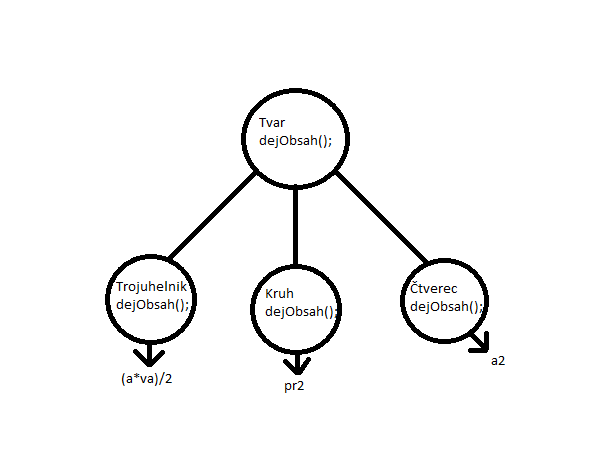 Tvar
dejObsah();
Trojuhelnik
dejObsah();
Kruh
dejObsah();
Čtverec
dejObsah();
(a*va)/2
pr2
a2